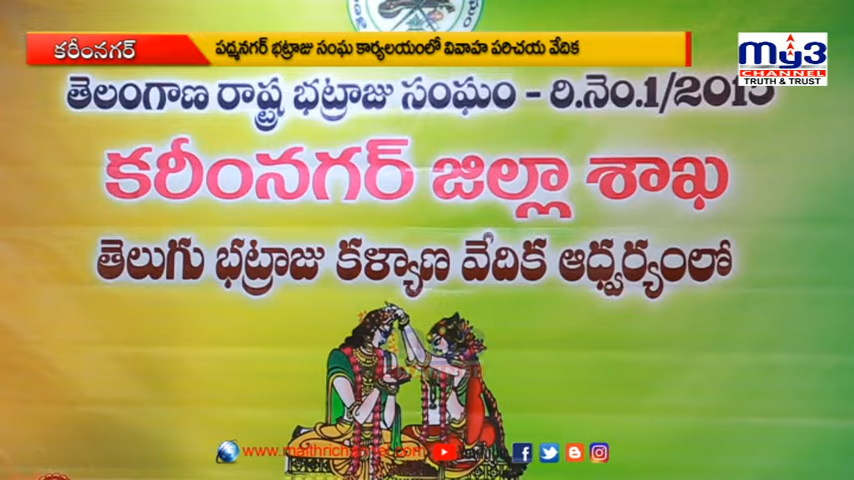 కరీంనగర్
పద్మనగర్ భట్రాజు సంఘ కార్యలయంలో వివాహ పరిచయ వేదిక
my3
CHANNEL
TRUTH & TRUST
తెలంగాణ రాష్ట్ర భట్రాజు సంఘం - రి.నెం.1/2015
కరీంనగర్ జిల్లా శాఖ
తెలుగు భట్రాజు కళ్యాణ వేదిక ఆధ్వర్యంలో
www.maithrichannel.com